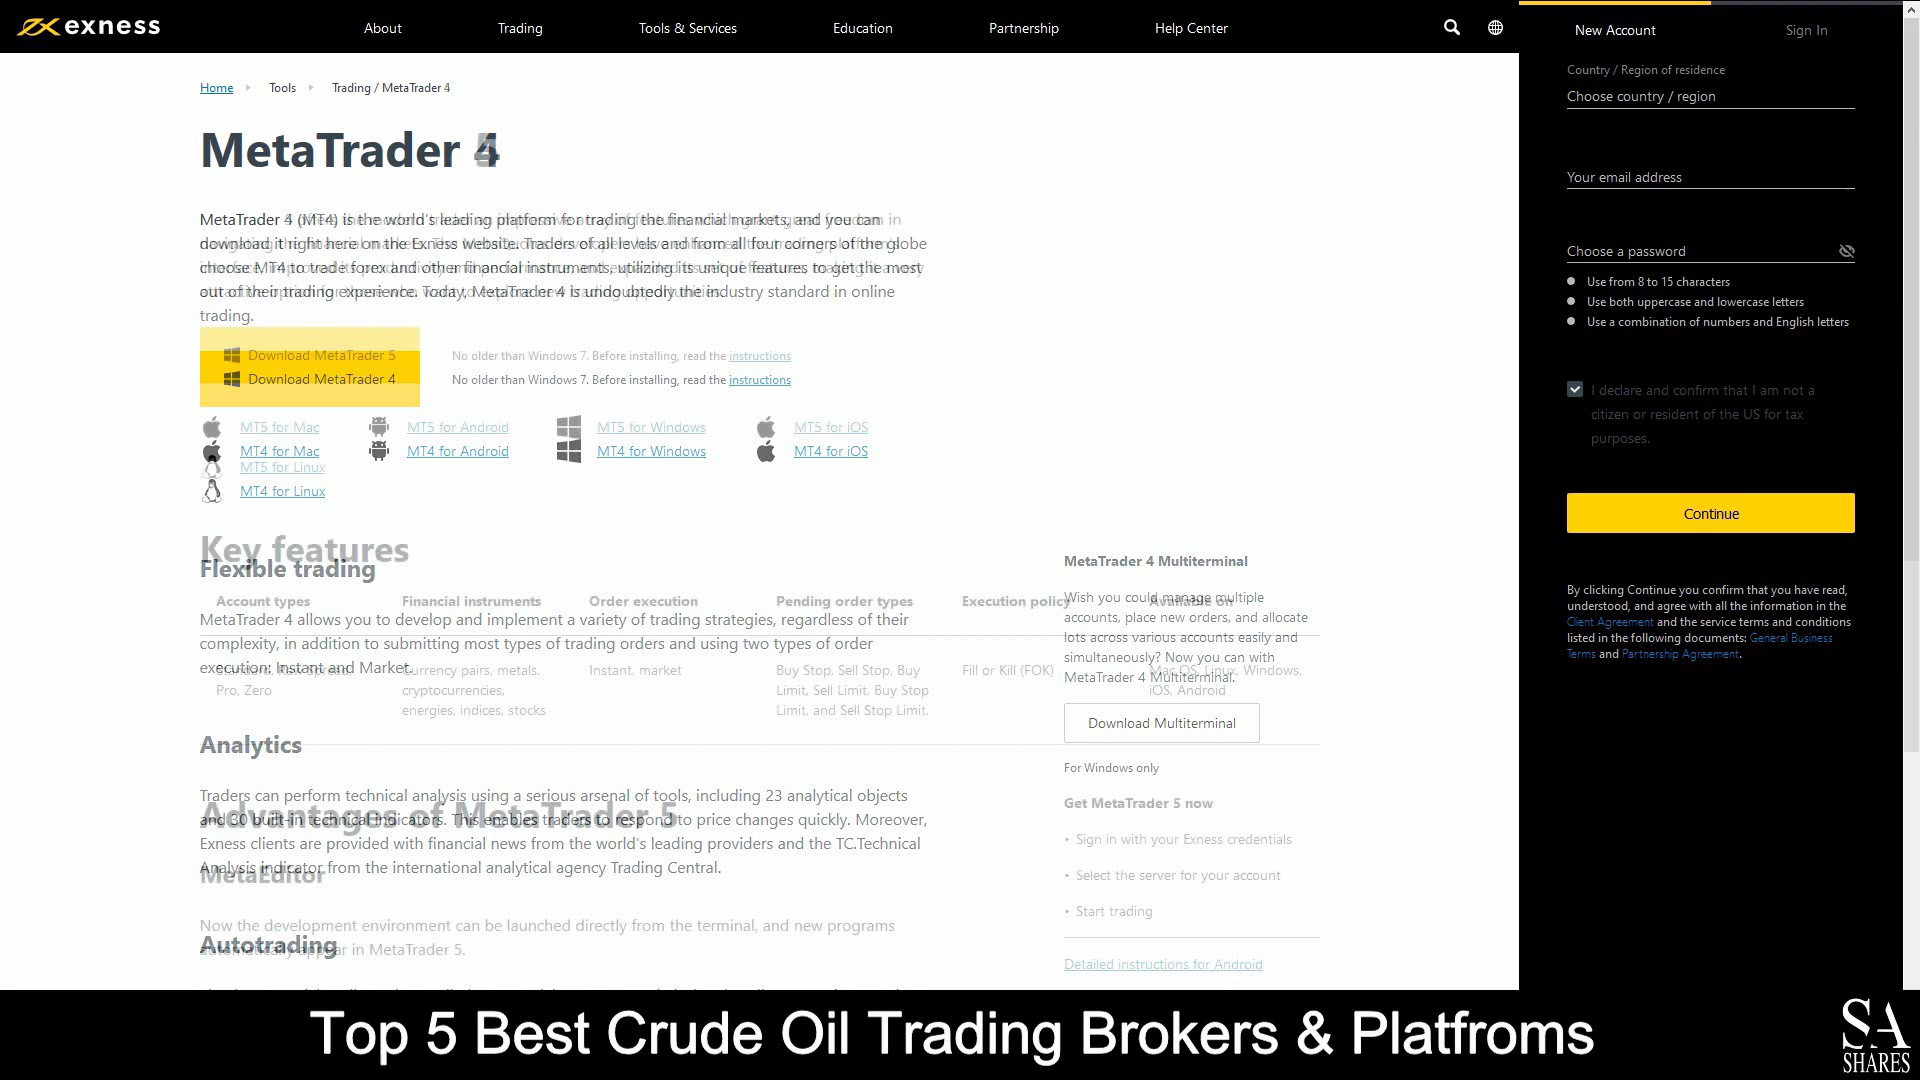 exness
About
Trading
Tools & Services
Education
Partnership
Help Center
New Account
Sign In
Home
Tools
Trading / MetaTrader 4
MetaTrader 4
MetaTrader 4 (MT4) is the world's leading platform for trading the financial markets, and you can
download it right here on the Exness website. Traders of all levels and from all four corners of the globe
choose MT4 to trade forex and other financial instruments, utilizing its unique features to get the most
out of their trading experience. Today, MetaTrader 4 is undoubtedly the industry standard in online
trading.
Download MetaTrader 5
No older than Windows 7. Before installing, read the instructions
Download MetaTrader 4
No older than Windows 7. Before installing, read the instructions
MT5 for Mac
MT5 for Android
MT5 for Windows
MT5 for iOS
MT4 for Mac
MT4 for Android
MT4 for Windows
MT4 for iOS
MT5 for Linux
MT4 for Linux
Key features
Flexible trading
Account types
Financial instruments
Order execution
Pending order types
Execution policy
Available on
MetaTrader 4 allows you to develop and implement a variety of trading strategies, regardless of their
complexity, in addition to submitting most types of trading orders and using two types of order
execution: Instant and Market.
Standard, Raw Spread,
Pro, Zero
Currency pairs, metals,
cryptocurrencies,
energies, indices, stocks
Instant, market
Buy Stop, Sell Stop, Buy
Limit, Sell Limit, Buy Stop
Limit, and Sell Stop Limit.
Fill or Kill (FOK)
Mac OS, Linux, Windows,
iOS, Android
Analytics
Traders can perform technical analysis using a serious arsenal of tools, including 23 analytical objects
and 30 built-in technical indicators. This enables traders to respond to price changes quickly. Moreover,
Exness clients are provided with financial news from the world's leading providers and the TC.Technical
Analysis indicator from the international analytical agency Trading Central.
Advantages of MetaTrader 5
MetaEditor
Now the development environment can be launched directly from the terminal, and new programs
automatically appear in MetaTrader 5.
Autotrading
MetaTrader 4 Multiterminal
Wish you could manage multiple
accounts, place new orders, and allocate
lots across various accounts easily and
simultaneously? Now you can with
MetaTrader 4 Multiterminal.
Download Multiterminal
For Windows only
Get MetaTrader 5 now
• Sign in with your Exness credentials
• Select the server for your account
• Start trading
Detailed instructions for Android
Country / Region of residence
Choose country / region
Your email address
Choose a password
Use from 8 to 15 characters
Use both uppercase and lowercase letters
Use a combination of numbers and English letters
I declare and confirm that I am not a
citizen or resident of the US for tax
purposes.
Continue
By clicking Continue you confirm that you have read,
understood, and agree with all the information in the
Client Agreement and the service terms and conditions
listed in the following documents: General Business
Terms and Partnership Agreement.
Top 5 Best Crude Oil Trading Brokers & Platfroms
SA
SHARES